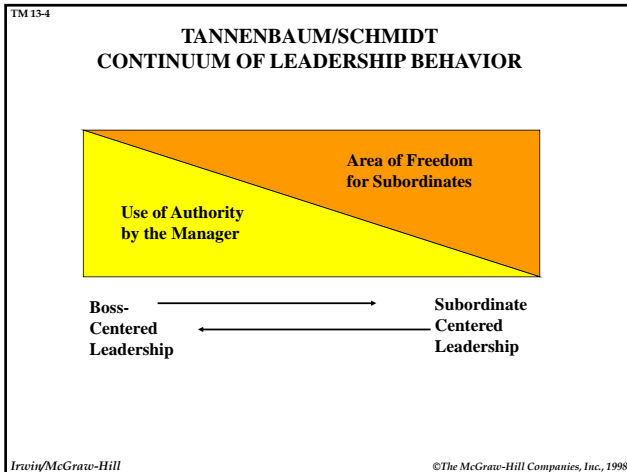 TM 13-4
TANNENBAUM/SCHMIDT
CONTINUUM OF LEADERSHIP BEHAVIOR
Area of Freedom
for Subordinates
Use of Authority
by the Manager
Boss-
Centered
Leadership
Subordinate
Centered
Leadership
Irwin/McGraw-Hill
©The McGraw-Hill Companies, Inc., 1998